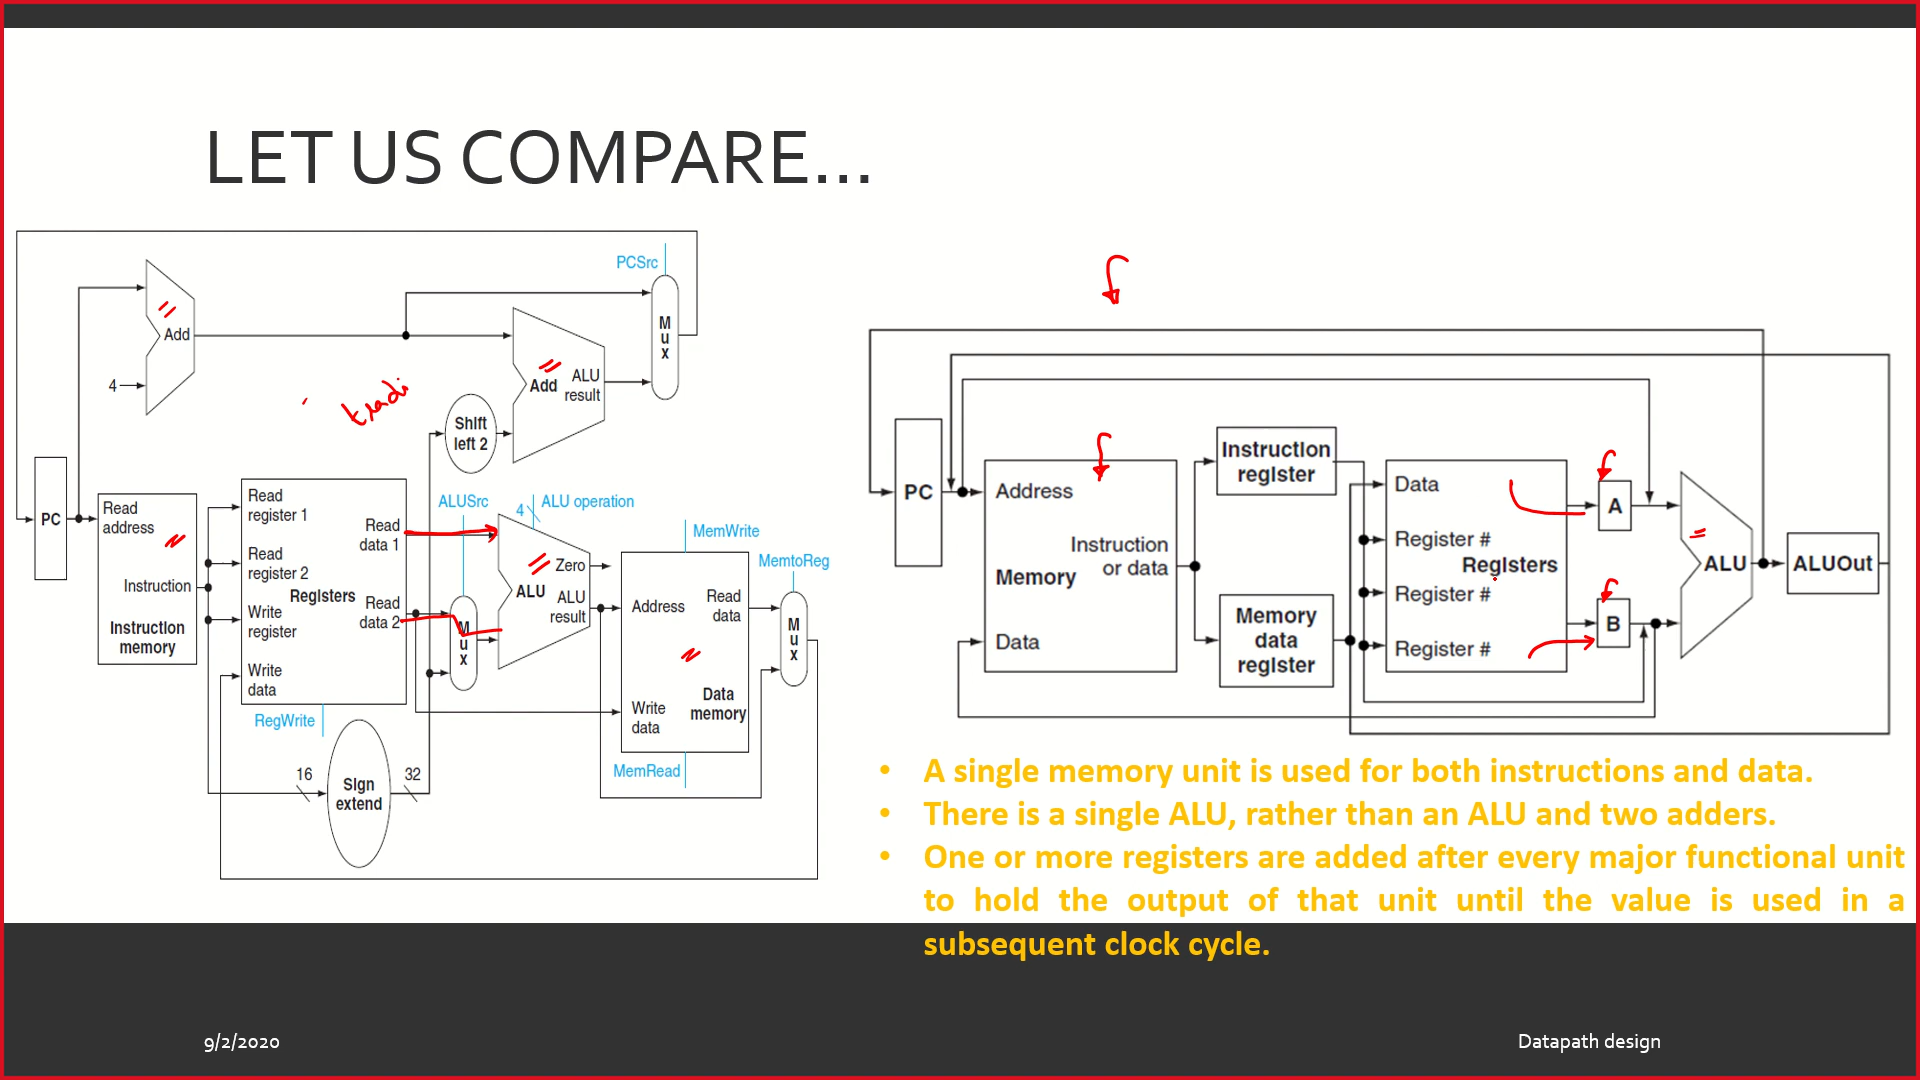 LET US COMPARE...
PCSrc
Add
4
M
u
x
Add
ALU
result
Shift
left 2
PC
Read
address
Instruction
Instruction
memory
Read
register 1
Read
register 2
Write
register
Write
data
Registers
Read
data 1
Read
data 2
RegWrite
16
Sign
extend
32
ALUSrc
4
ALU operation
M
u
x
Zero
ALU
ALU
result
MemWrite
Address
Read
data
Write
data
Data
memory
MemRead
MemtoReg
M
u
x
PC
Address
Memory
Instruction
or data
Data
Instruction
register
Memory
data
register
Data
Register #
Registers
Register #
Register #
A
B
ALU
ALUOut
• A single memory unit is used for both instructions and data.
• There is a single ALU, rather than an ALU and two adders.
• One or more registers are added after every major functional unit
to hold the output of that unit until the value is used in a
subsequent clock cycle.
9/2/2020
Datapath design